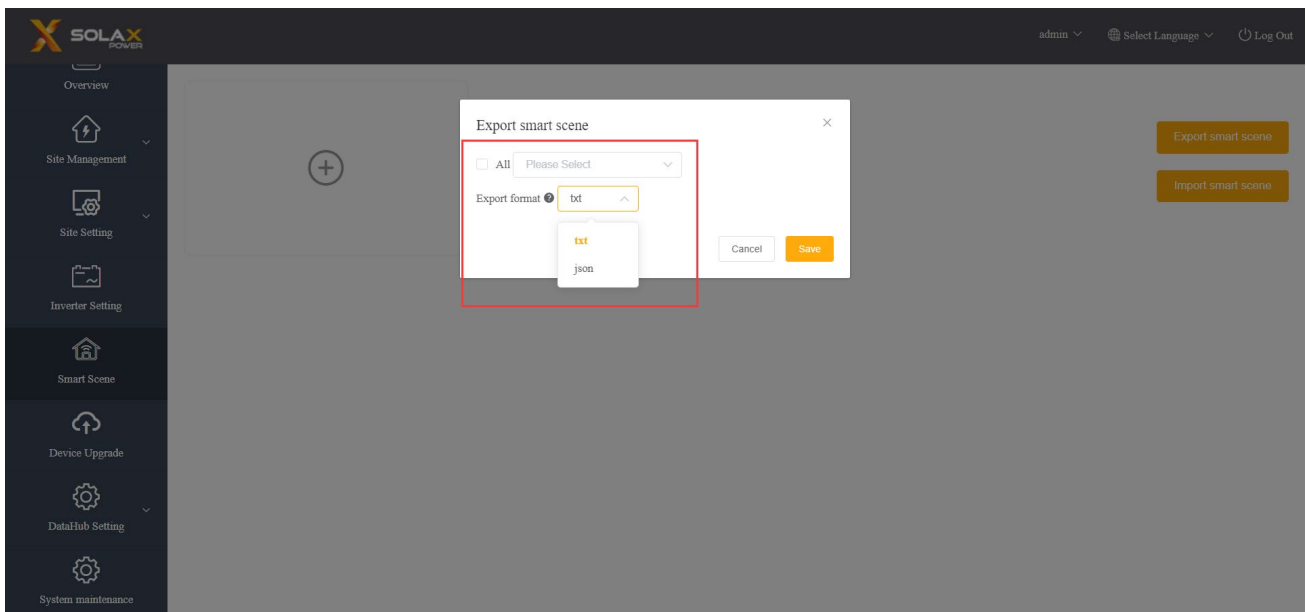 SOLAX
POWER
admin
Select Language
Log Out
Overview
Site Management
Site Setting
Inverter Setting
Smart Scene
Device Upgrade
DataHub Setting
System maintenance
Export smart scene
All Please Select
Export format ? txt
txt
json
Cancel
Save
Export smart scene
Import smart scene